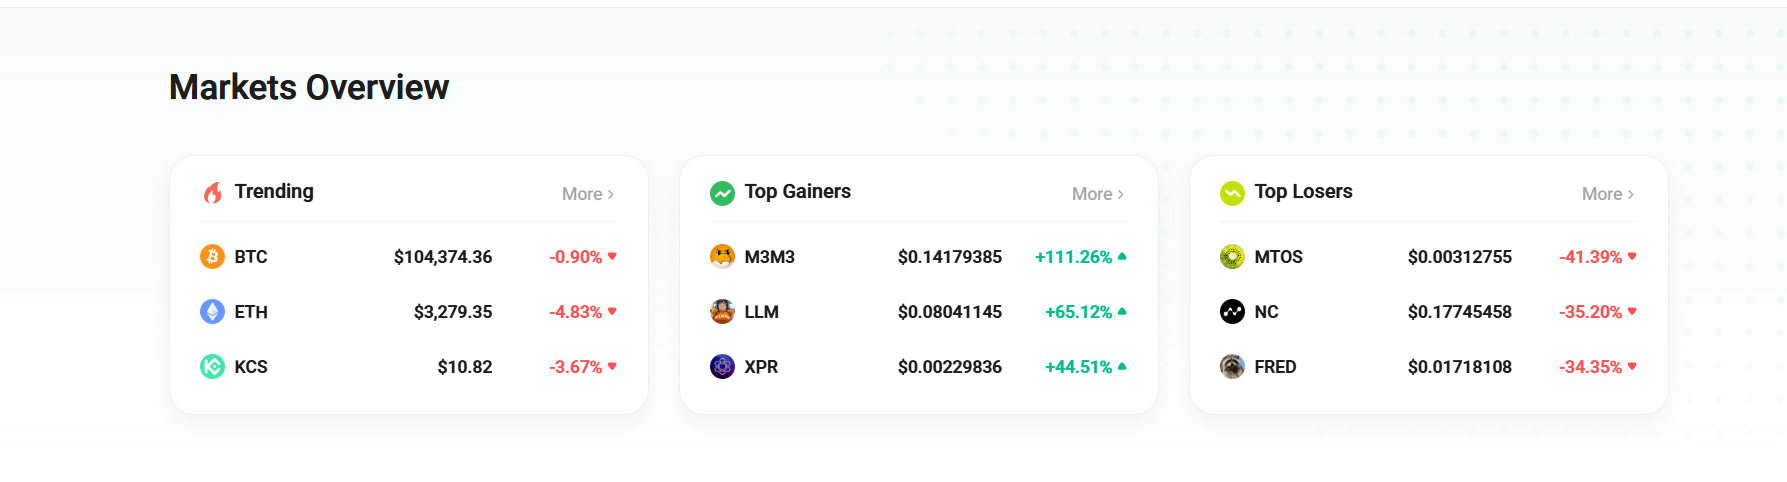 Markets Overview
Trending
More >
BTC $104,374.36 -0.90%
ETH $3,279.35 -4.83%
KCS $10.82 -3.67%
Top Gainers
More >
M3M3 $0.14179385 +111.26%
LLM $0.08041145 +65.12%
XPR $0.00229836 +44.51%
Top Losers
More >
MTOS $0.00312755 -41.39%
NC $0.17745458 -35.20%
FRED $0.01718108 -34.35%